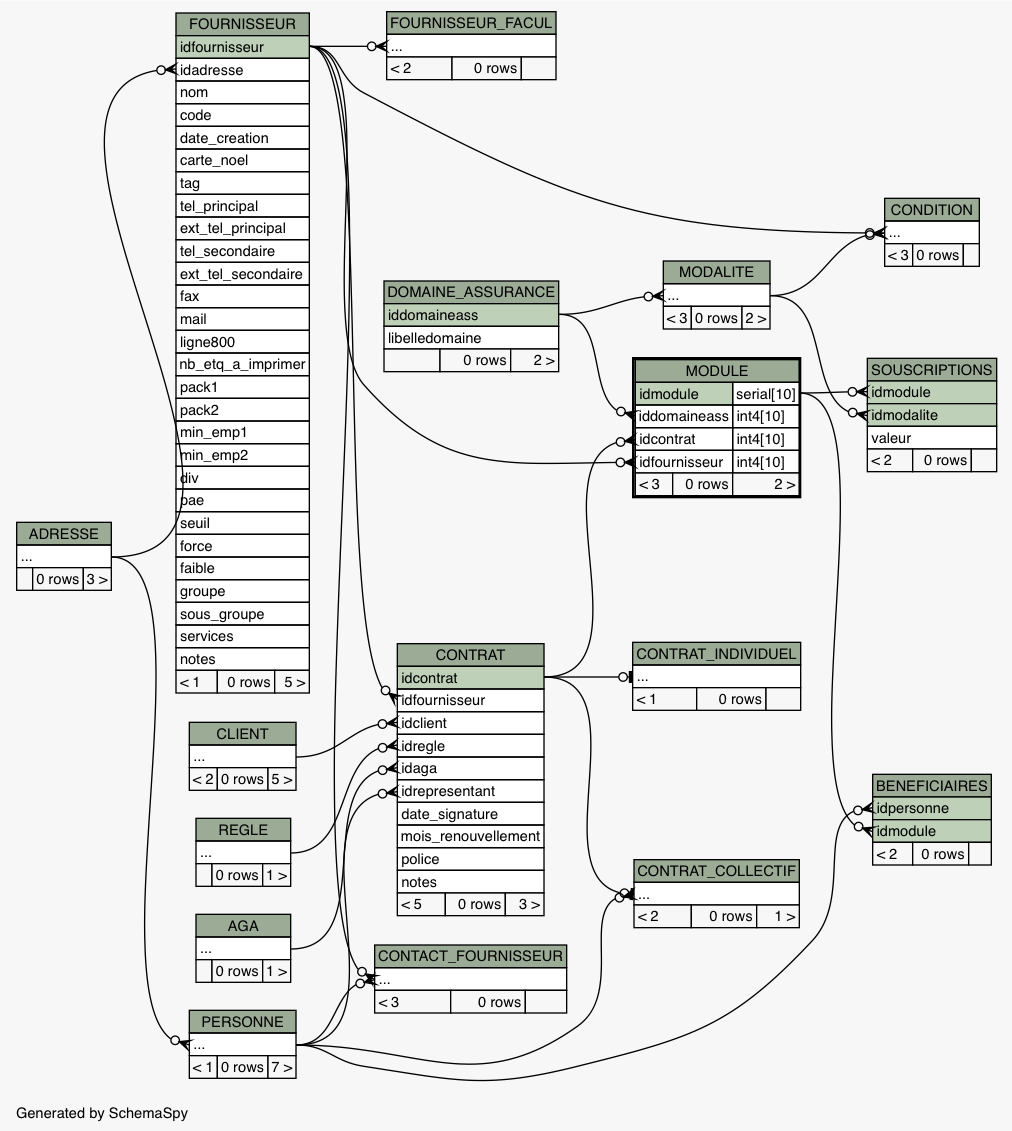 FOURNISSEUR
idfournisseur
idadresse
nom
code
date_creation
carte_noel
tag
tel_principal
ext_tel_principal
tel_secondaire
ext_tel_secondaire
fax
mail
ligne800
nb_etq_a_imprimer
pack1
pack2
min_emp1
min_emp2
div
pae
seuil
force
faible
groupe
sous_groupe
services
notes
< 1 0 rows 5 >
FOURNISSEUR_FACUL
...
< 2 0 rows
CONDITION
...
< 3 0 rows
MODALITE
...
< 3 0 rows 2 >
DOMAINE_ASSURANCE
iddomaineass
libelledomaine
0 rows 2 >
MODULE
idmodule serial[10]
iddomaineass int4[10]
idcontrat int4[10]
idfournisseur int4[10]
< 3 0 rows 2 >
SOUSCRIPTIONS
idmodule
idmodalite
valeur
< 2 0 rows
ADRESSE
...
0 rows 3 >
CONTRAT
idcontrat
idfournisseur
idclient
idregle
idaga
idrepresentant
date_signature
mois_renouvellement
police
notes
< 5 0 rows 3 >
CONTRAT_INDIVIDUEL
...
< 1 0 rows
CLIENT
...
< 2 0 rows 5 >
REGLE
...
0 rows 1 >
BENEFICIAIRES
idpersonne
idmodule
< 2 0 rows
CONTRAT_COLLECTIF
...
< 2 0 rows 1 >
AGA
...
0 rows 1 >
CONTACT_FOURNISSEUR
...
< 3 0 rows
PERSONNE
...
< 1 0 rows 7 >
Generated by SchemaSpy